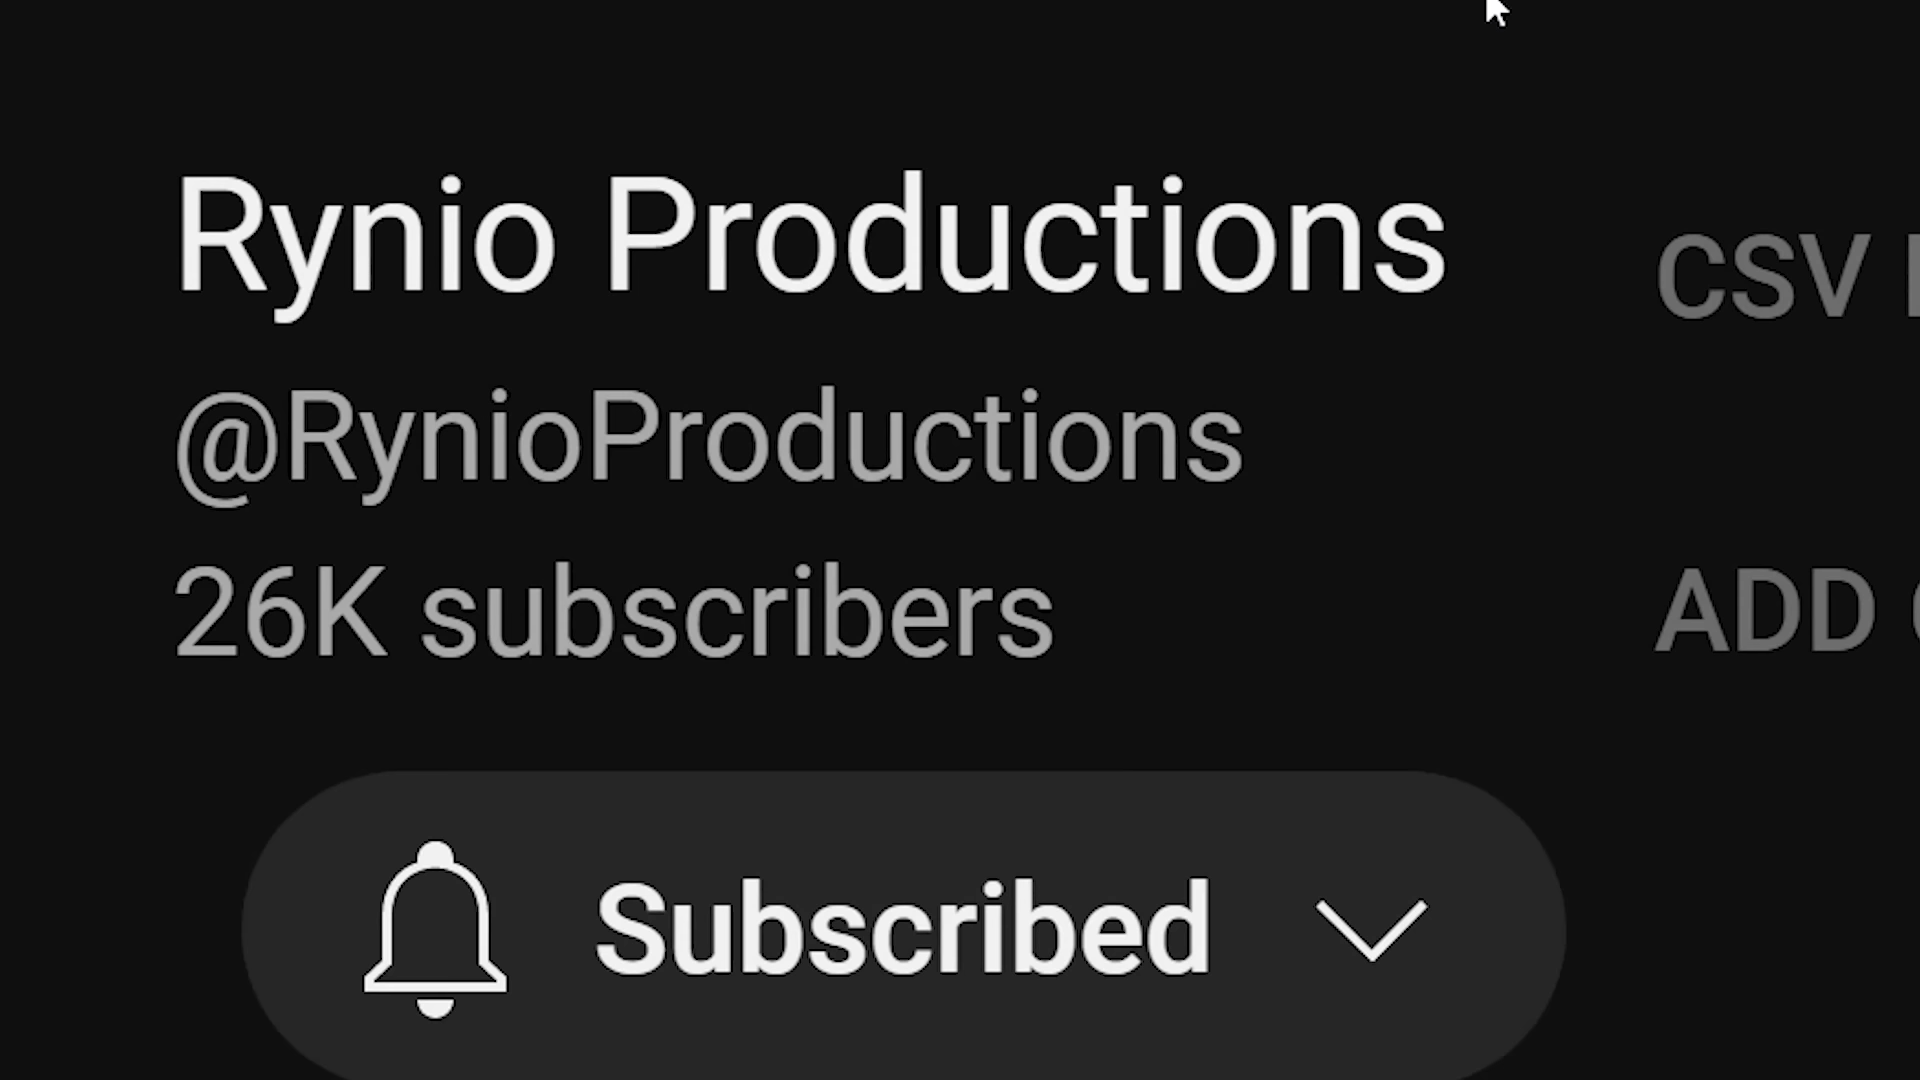 Rynio Productions
@RynioProductions
26K subscribers
Subscribed
CSV
ADD